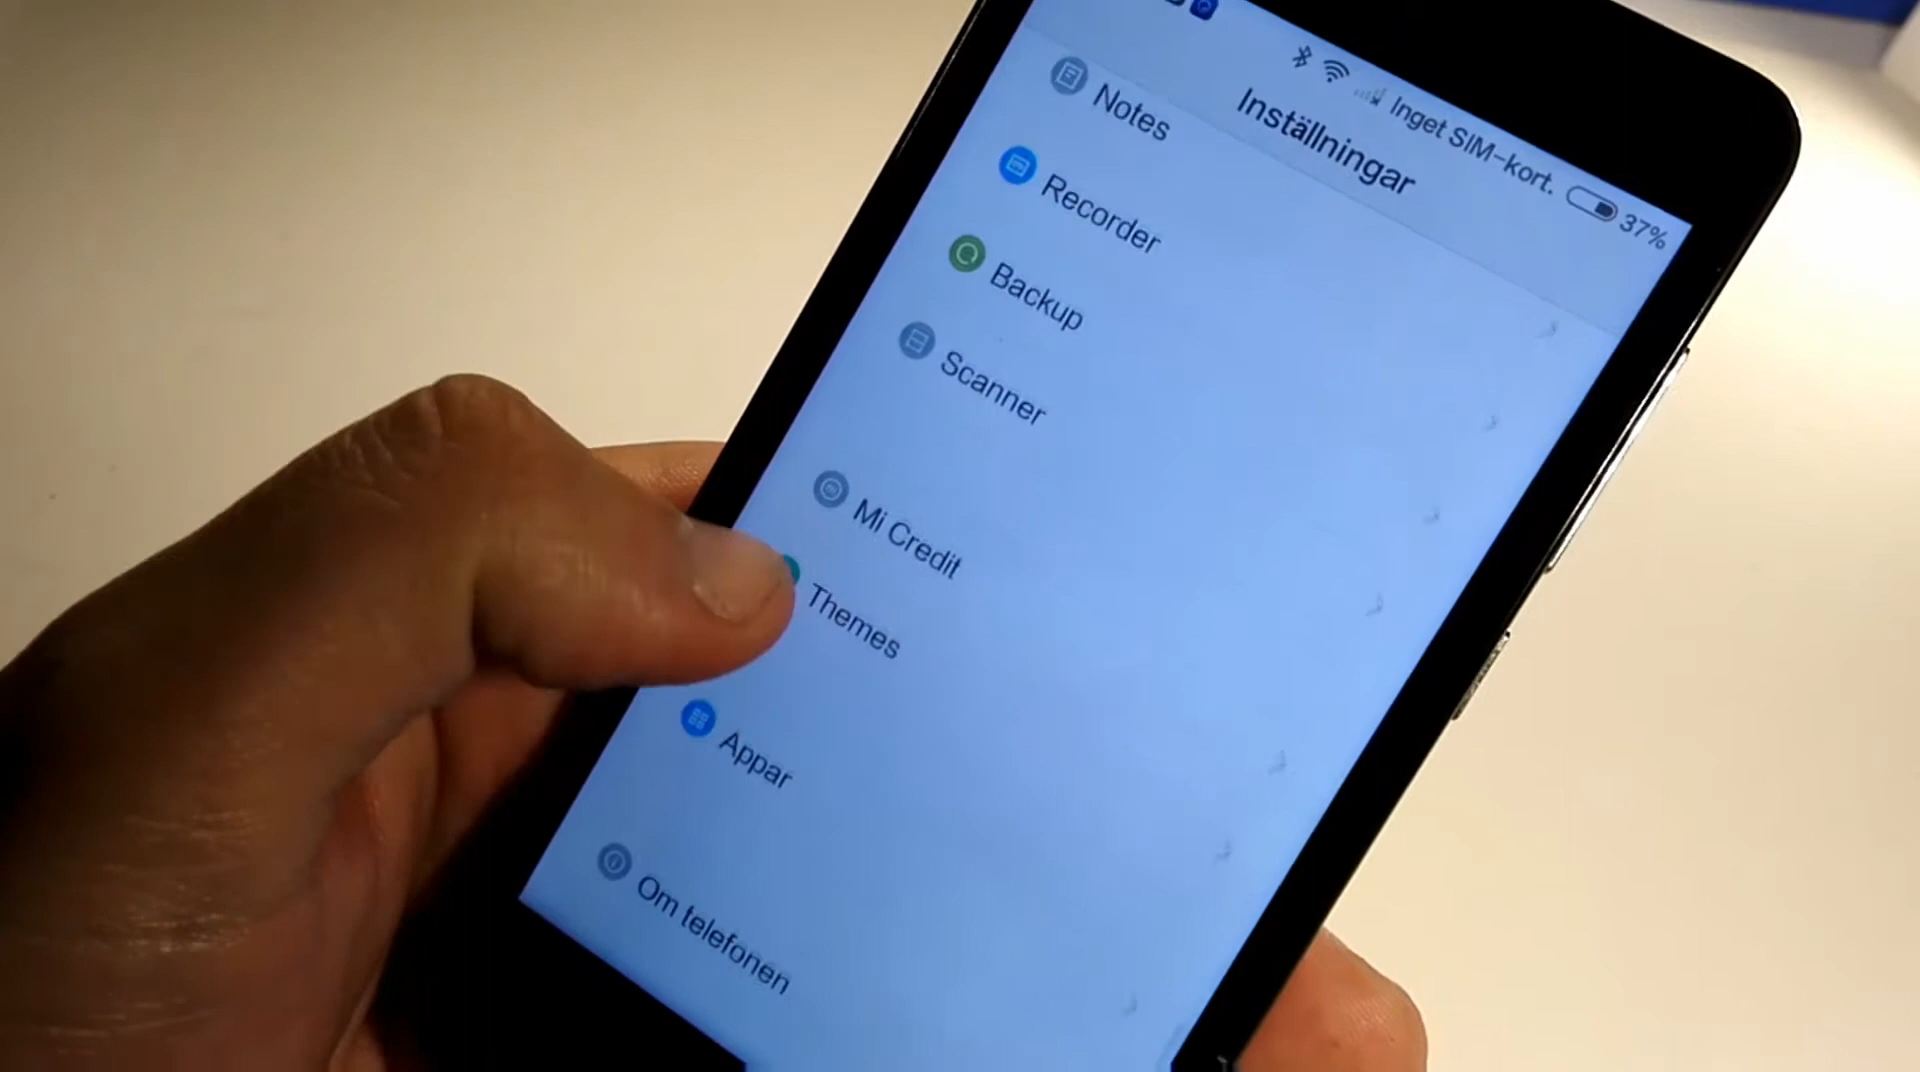 Inget SIM-kort. 37%
Inställningar
Notes
Recorder
Backup
Scanner
Mi Credit
Themes
Appar
Om telefonen